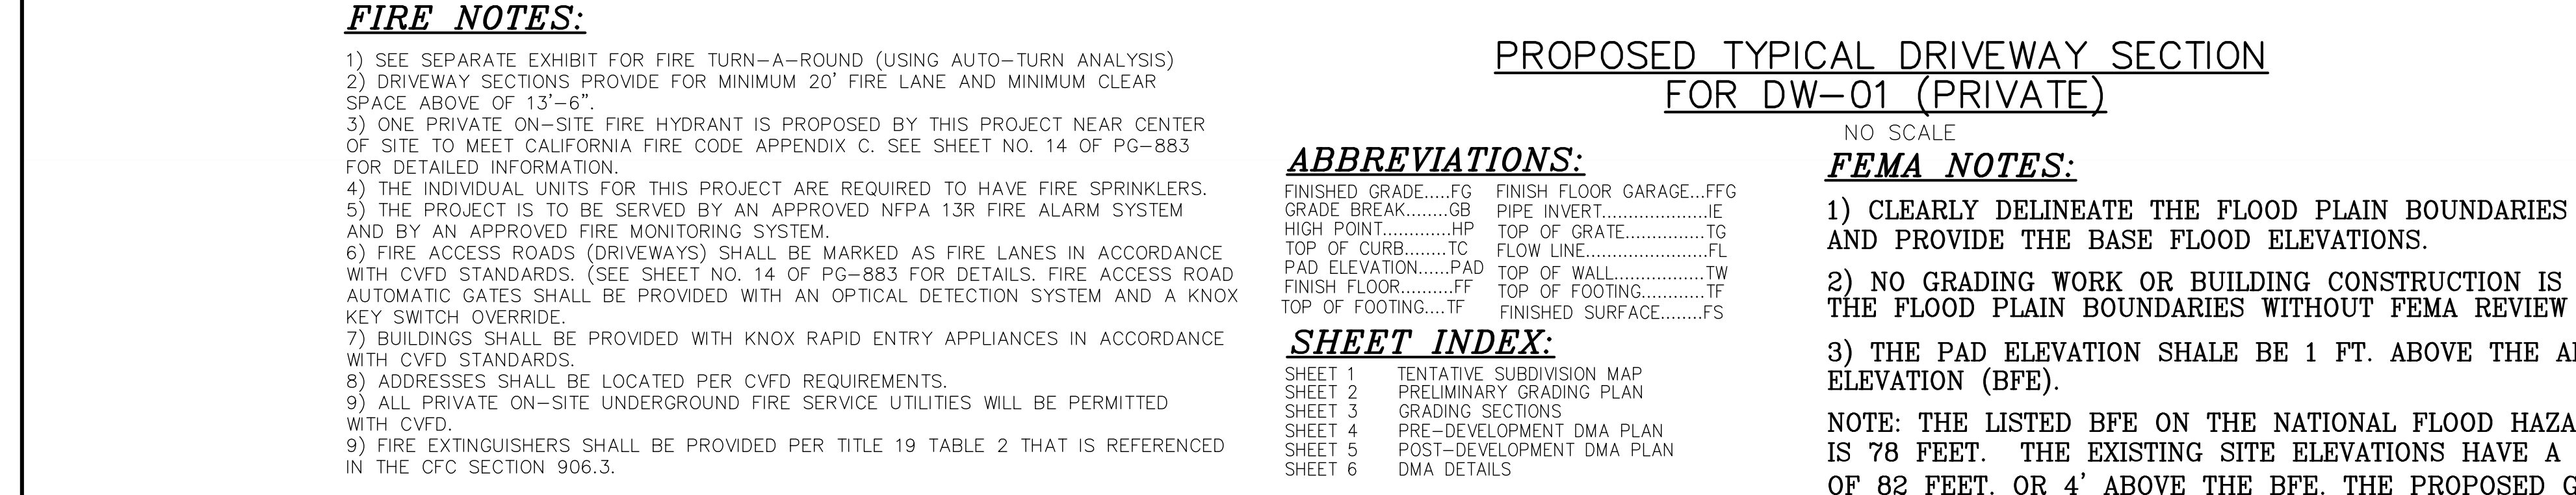 FIRE NOTES:
1) SEE SEPARATE EXHIBIT FOR FIRE TURN-A-ROUND (USING AUTO-TURN ANALYSIS)
2) DRIVEWAY SECTIONS PROVIDE FOR MINIMUM 20' FIRE LANE AND MINIMUM CLEAR
SPACE ABOVE OF 13'-6".
3) ONE PRIVATE ON-SITE FIRE HYDRANT IS PROPOSED BY THIS PROJECT NEAR CENTER
OF SITE TO MEET CALIFORNIA FIRE CODE APPENDIX C. SEE SHEET NO. 14 OF PG-883
FOR DETAILED INFORMATION.
4) THE INDIVIDUAL UNITS FOR THIS PROJECT ARE REQUIRED TO HAVE FIRE SPRINKLERS.
5) THE PROJECT IS TO BE SERVED BY AN APPROVED NFPA 13R FIRE ALARM SYSTEM
AND BY AN APPROVED FIRE MONITORING SYSTEM.
6) FIRE ACCESS ROADS (DRIVEWAYS) SHALL BE MARKED AS FIRE LANES IN ACCORDANCE
WITH CVFD STANDARDS. (SEE SHEET NO. 14 OF PG-883 FOR DETAILS. FIRE ACCESS ROAD
AUTOMATIC GATES SHALL BE PROVIDED WITH AN OPTICAL DETECTION SYSTEM AND A KNOX
KEY SWITCH OVERRIDE.
7) BUILDINGS SHALL BE PROVIDED WITH KNOX RAPID ENTRY APPLIANCES IN ACCORDANCE
WITH CVFD STANDARDS.
8) ADDRESSES SHALL BE LOCATED PER CVFD REQUIREMENTS.
9) ALL PRIVATE ON-SITE UNDERGROUND FIRE SERVICE UTILITIES WILL BE PERMITTED
WITH CVFD.
9) FIRE EXTINGUISHERS SHALL BE PROVIDED PER TITLE 19 TABLE 2 THAT IS REFERENCED
IN THE CFC SECTION 906.3.
PROPOSED TYPICAL DRIVEWAY SECTION
FOR DW-01 (PRIVATE)
NO SCALE
ABBREVIATIONS:
FINISHED GRADE.....FG
GRADE BREAK........GB
HIGH POINT.............HP
TOP OF CURB........TC
PAD ELEVATION......PAD
FINISH FLOOR..........FF
TOP OF FOOTING....TF
FINISH FLOOR GARAGE...FFG
PIPE INVERT....................IE
TOP OF GRATE...............TG
FLOW LINE.......................FL
TOP OF WALL.................TW
TOP OF FOOTING............TF
FINISHED SURFACE........FS
SHEET INDEX:
SHEET 1 TENTATIVE SUBDIVISION MAP
SHEET 2 PRELIMINARY GRADING PLAN
SHEET 3 GRADING SECTIONS
SHEET 4 PRE-DEVELOPMENT DMA PLAN
SHEET 5 POST-DEVELOPMENT DMA PLAN
SHEET 6 DMA DETAILS
FEMA NOTES:
1) CLEARLY DELINEATE THE FLOOD PLAIN BOUNDARIES
AND PROVIDE THE BASE FLOOD ELEVATIONS.
2) NO GRADING WORK OR BUILDING CONSTRUCTION IS
THE FLOOD PLAIN BOUNDARIES WITHOUT FEMA REVIEW
3) THE PAD ELEVATION SHALE BE 1 FT. ABOVE THE
ELEVATION (BFE).
NOTE: THE LISTED BFE ON THE NATIONAL FLOOD HAZA
IS 78 FEET. THE EXISTING SITE ELEVATIONS HAVE A
OF 82 FEET. OR 4' ABOVE THE BFE. THE PROPOSED